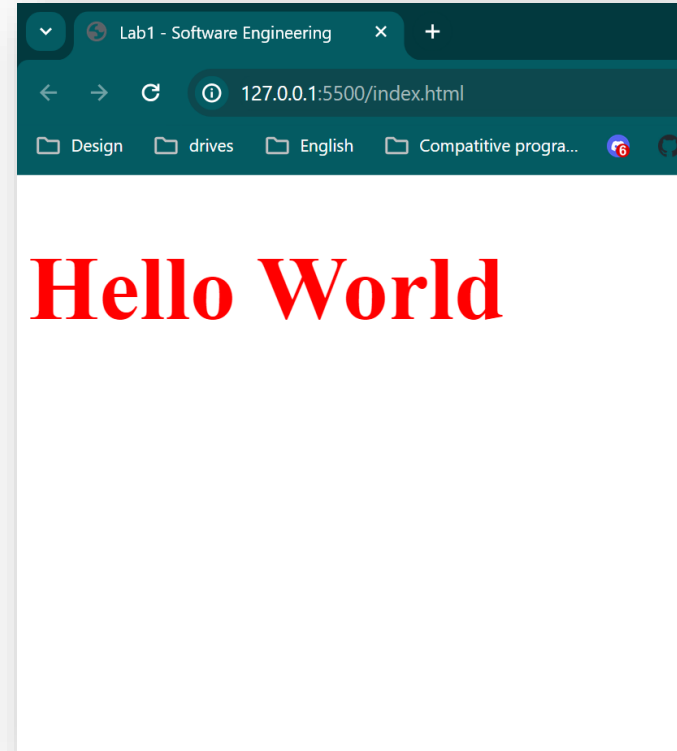 Lab1 - Software Engineering
127.0.0.1:5500/index.html
Design drives English Compatitive progra... 6
Hello World